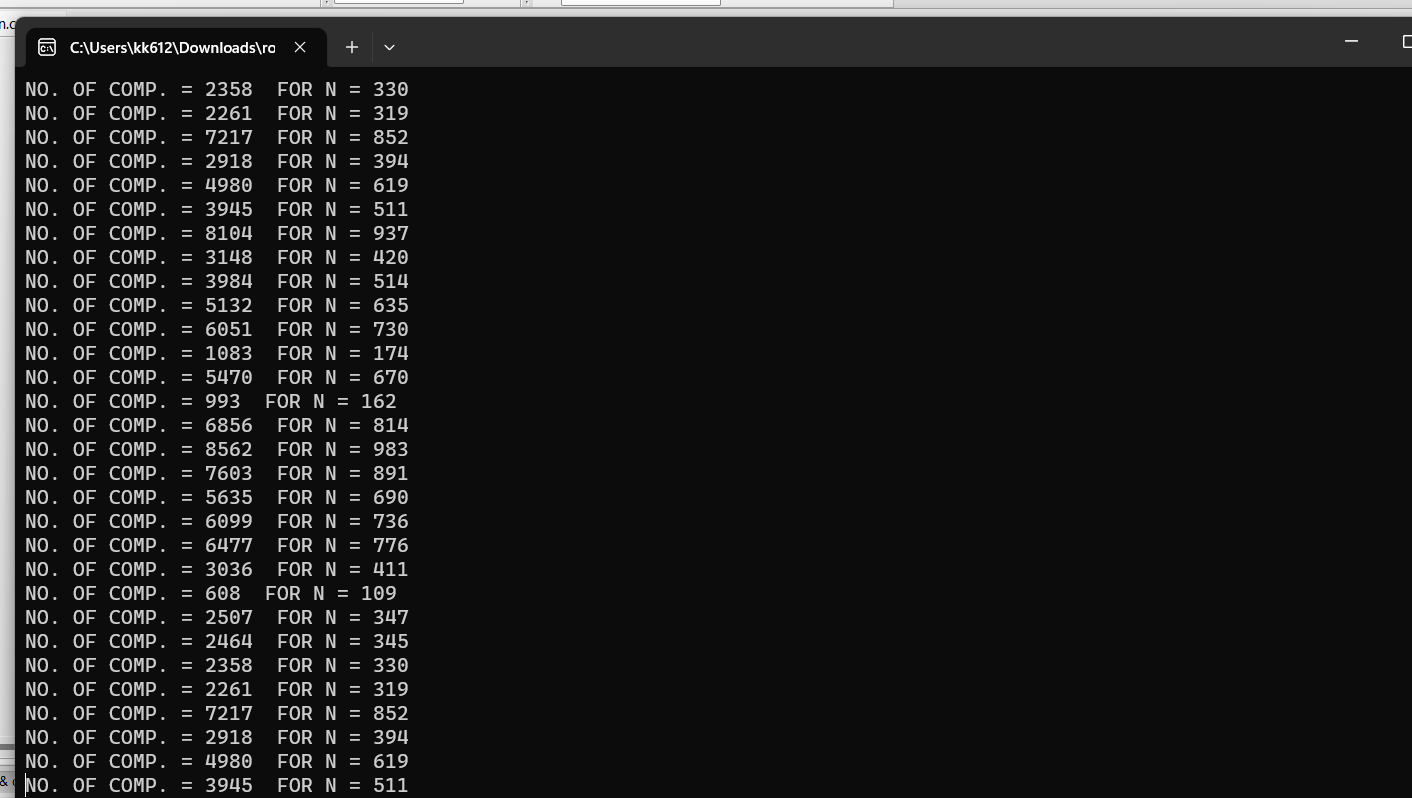 n.c
C:\Users\kk612\Downloads\ro
NO. OF COMP. = 2358  FOR N = 330
NO. OF COMP. = 2261  FOR N = 319
NO. OF COMP. = 7217  FOR N = 852
NO. OF COMP. = 2918  FOR N = 394
NO. OF COMP. = 4980  FOR N = 619
NO. OF COMP. = 3945  FOR N = 511
NO. OF COMP. = 8104  FOR N = 937
NO. OF COMP. = 3148  FOR N = 420
NO. OF COMP. = 3984  FOR N = 514
NO. OF COMP. = 5132  FOR N = 635
NO. OF COMP. = 6051  FOR N = 730
NO. OF COMP. = 1083  FOR N = 174
NO. OF COMP. = 5470  FOR N = 670
NO. OF COMP. = 993  FOR N = 162
NO. OF COMP. = 6856  FOR N = 814
NO. OF COMP. = 8562  FOR N = 983
NO. OF COMP. = 7603  FOR N = 891
NO. OF COMP. = 5635  FOR N = 690
NO. OF COMP. = 6099  FOR N = 736
NO. OF COMP. = 6477  FOR N = 776
NO. OF COMP. = 3036  FOR N = 411
NO. OF COMP. = 608  FOR N = 109
NO. OF COMP. = 2507  FOR N = 347
NO. OF COMP. = 2464  FOR N = 345
NO. OF COMP. = 2358  FOR N = 330
NO. OF COMP. = 2261  FOR N = 319
NO. OF COMP. = 7217  FOR N = 852
NO. OF COMP. = 2918  FOR N = 394
NO. OF COMP. = 4980  FOR N = 619
&
NO. OF COMP. = 3945  FOR N = 511